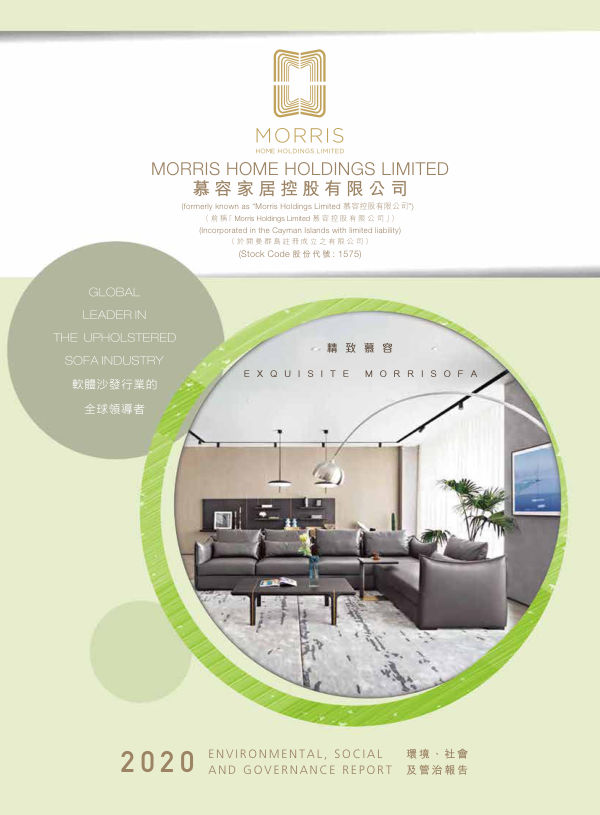 MORRIS
HOME HOLDINGS LIMITED
MORRIS HOME HOLDINGS LIMITED
慕容家居控股有限公司
(formerly known as “Morris Holdings Limited 慕容控股有限公司”)
（前稱「Morris Holdings Limited 慕容控股有限公司」）
(Incorporated in the Cayman Islands with limited liability)
（於開曼群島註冊成立之有限公司）
(Stock Code 股份代號: 1575)
GLOBAL
LEADER IN
THE UPHOLSTERED
SOFA INDUSTRY
軟體沙發行業的
全球領導者
精致慕容
EXQUISITE MORRISOFA
2020
ENVIRONMENTAL, SOCIAL
AND GOVERNANCE REPORT
環境、社會
及管治報告